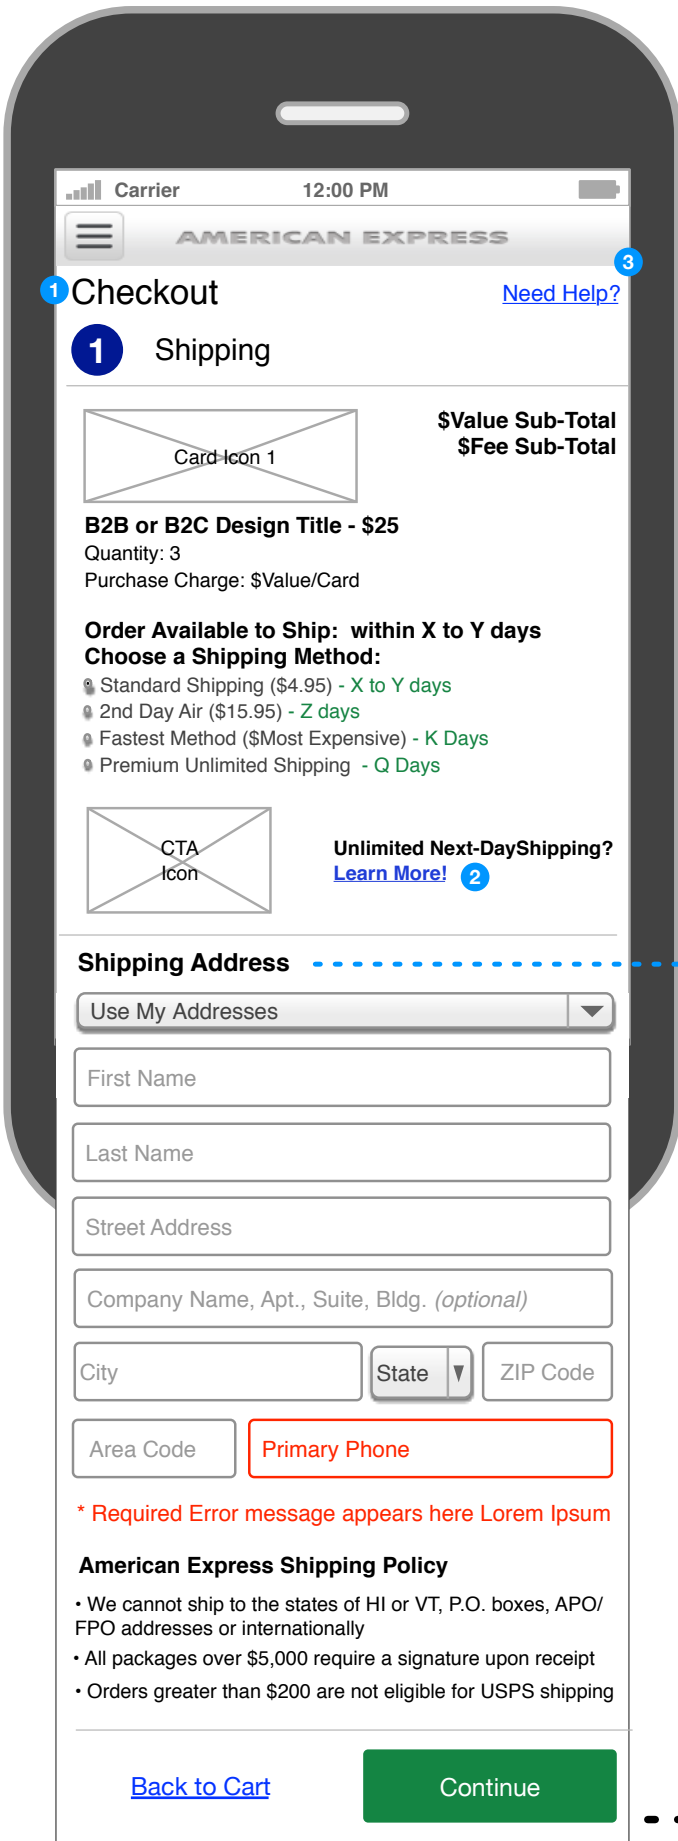 Carrier 12:00 PM
AMERICAN EXPRESS
3
1 Checkout Need Help?
1 Shipping
$Value Sub-Total
$Fee Sub-Total
Card Icon 1
B2B or B2C Design Title - $25
Quantity: 3
Purchase Charge: $Value/Card
Order Available to Ship: within X to Y days
Choose a Shipping Method:
Standard Shipping ($4.95) - X to Y days
2nd Day Air ($15.95) - Z days
Fastest Method ($Most Expensive) - K Days
Premium Unlimited Shipping - Q Days
CTA
Icon
Unlimited Next-DayShipping?
Learn More! 2
Shipping Address
Use My Addresses
First Name
Last Name
Street Address
Company Name, Apt., Suite, Bldg. (optional)
City State ZIP Code
Area Code Primary Phone
* Required Error message appears here Lorem Ipsum
American Express Shipping Policy
• We cannot ship to the states of HI or VT, P.O. boxes, APO/
FPO addresses or internationally
• All packages over $5,000 require a signature upon receipt
• Orders greater than $200 are not eligible for USPS shipping
Back to Cart Continue